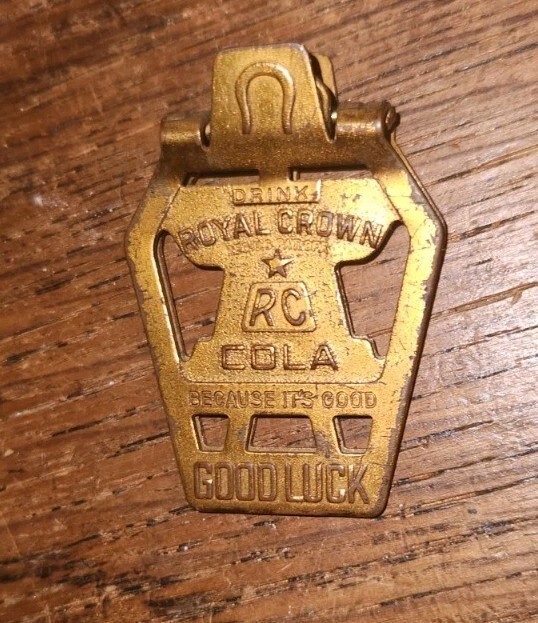 DRINK
ROYAL CROWN
RC
COLA
BECAUSE IT'S GOOD
GOOD LUCK